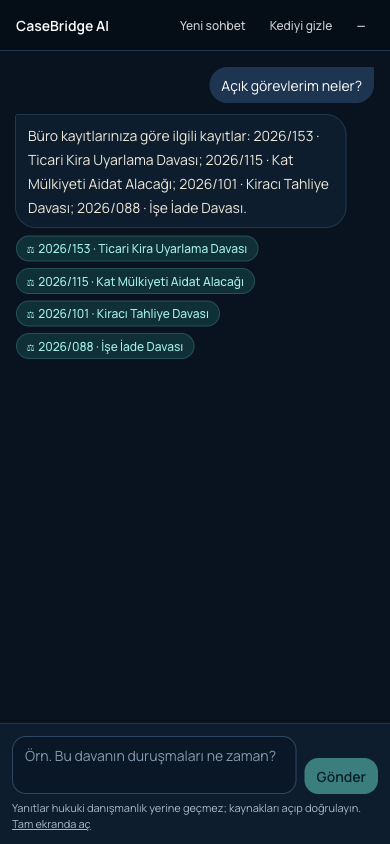 CaseBridge AI Yeni sohbet Kediyi gizle –
Açık görevlerim neler?
Büro kayıtlarınıza göre ilgili kayıtlar: 2026/153 ·
Ticari Kira Uyarlama Davası; 2026/115 · Kat
Mülkiyeti Aidat Alacağı; 2026/101 · Kiracı Tahliye
Davası; 2026/088 · İşe İade Davası.
⚖ 2026/153 · Ticari Kira Uyarlama Davası
⚖ 2026/115 · Kat Mülkiyeti Aidat Alacağı
⚖ 2026/101 · Kiracı Tahliye Davası
⚖ 2026/088 · İşe İade Davası
Örn. Bu davanın duruşmaları ne zaman?
Gönder
Yanıtlar hukuki danışmanlık yerine geçmez; kaynakları açıp doğrulayın.
Tam ekranda aç